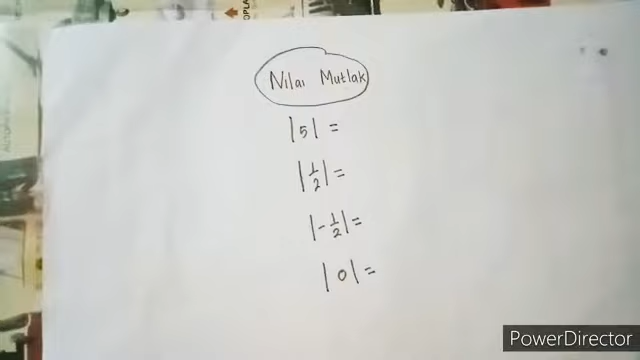 Nilai Mutlak
|5| =
|1/2| =
|-1/2| =
|0| =
PowerDirector